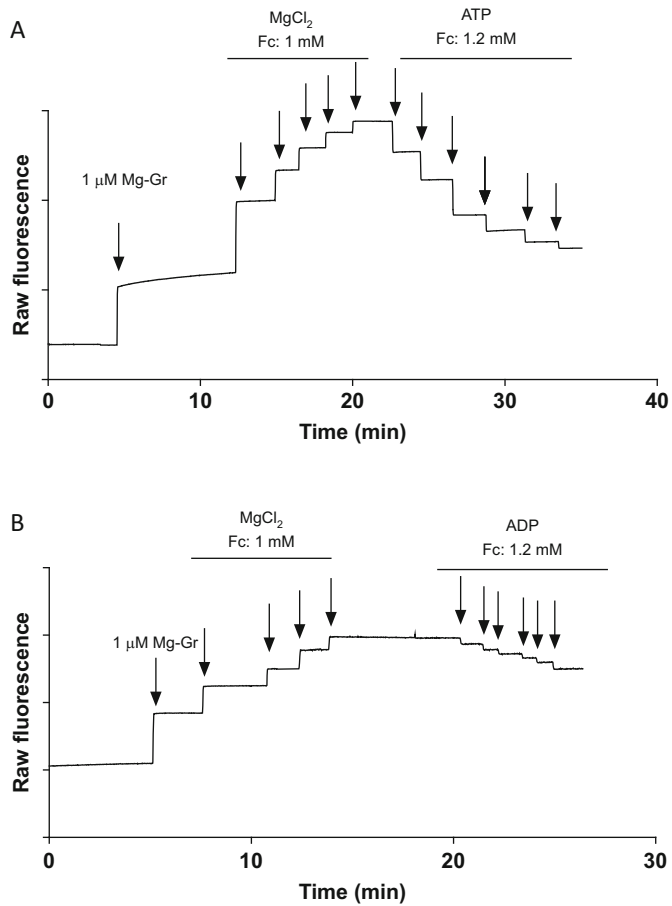 A
MgCl2
Fc: 1 mM
ATP
Fc: 1.2 mM
1 μM Mg-Gr
Raw fluorescence
0 10 20 30 40
Time (min)
B
MgCl2
Fc: 1 mM
ADP
Fc: 1.2 mM
1 μM Mg-Gr
Raw fluorescence
0 10 20 30
Time (min)